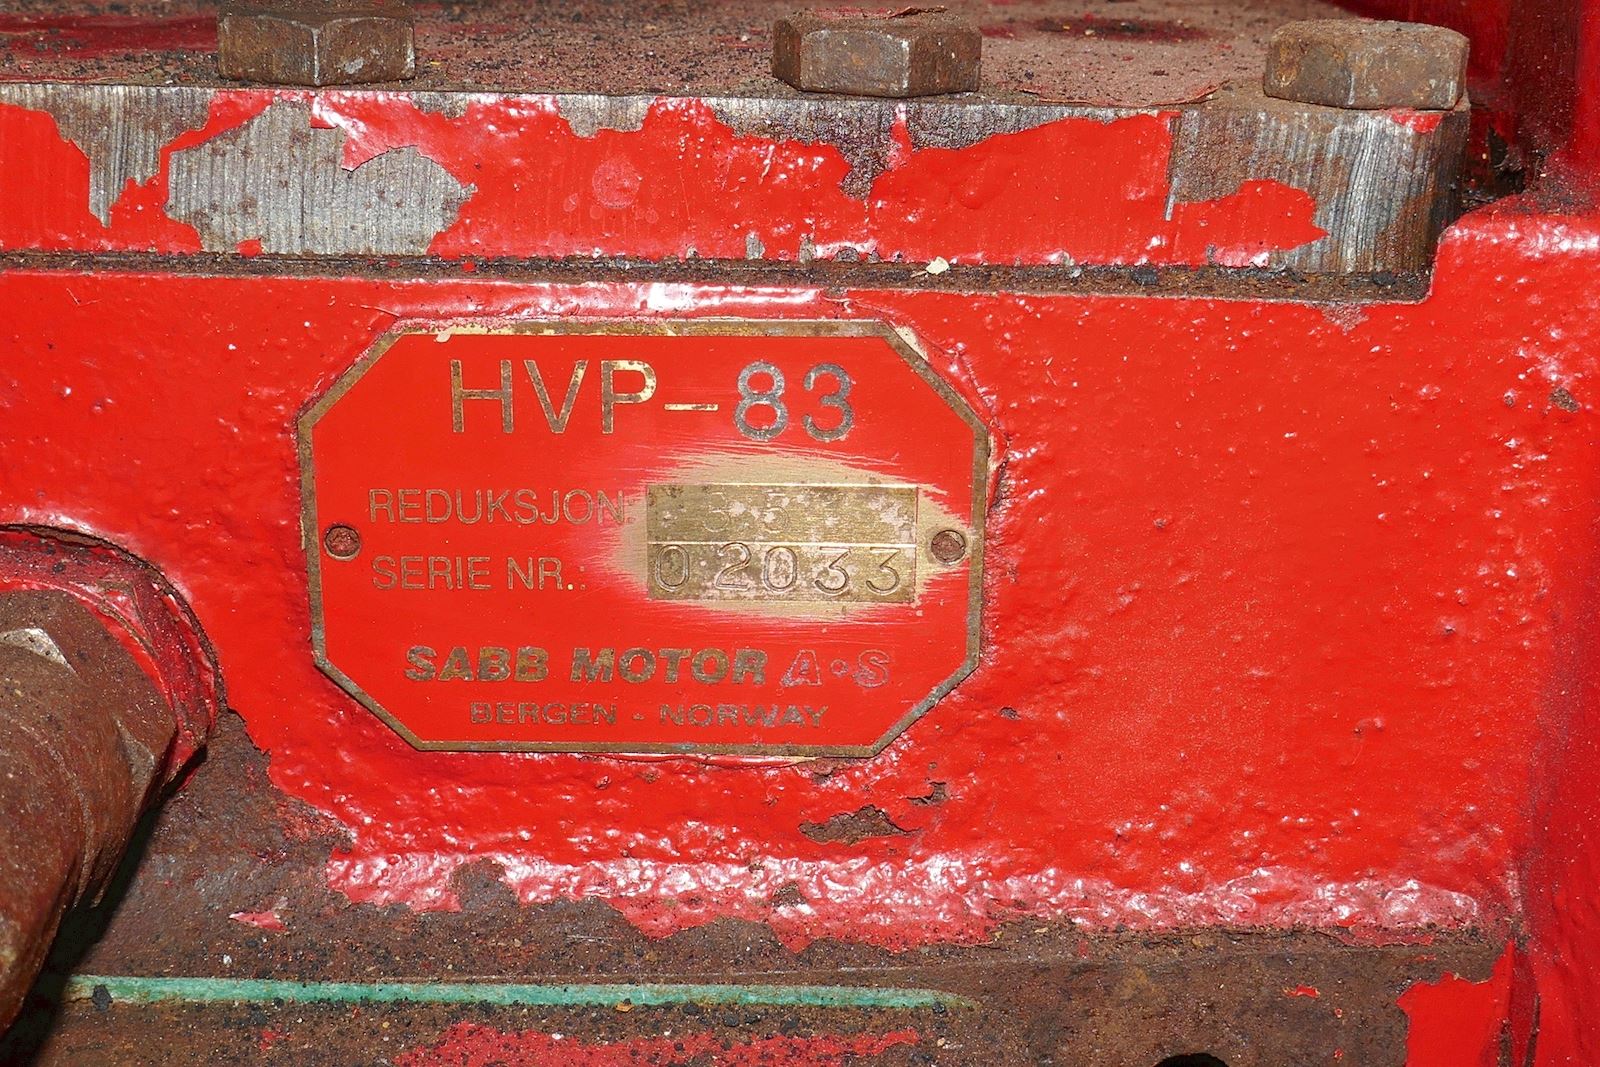 HVP-83
REDUKSJON:
SERIE NR.: 02033
SABB MOTOR A•S
BERGEN - NORWAY